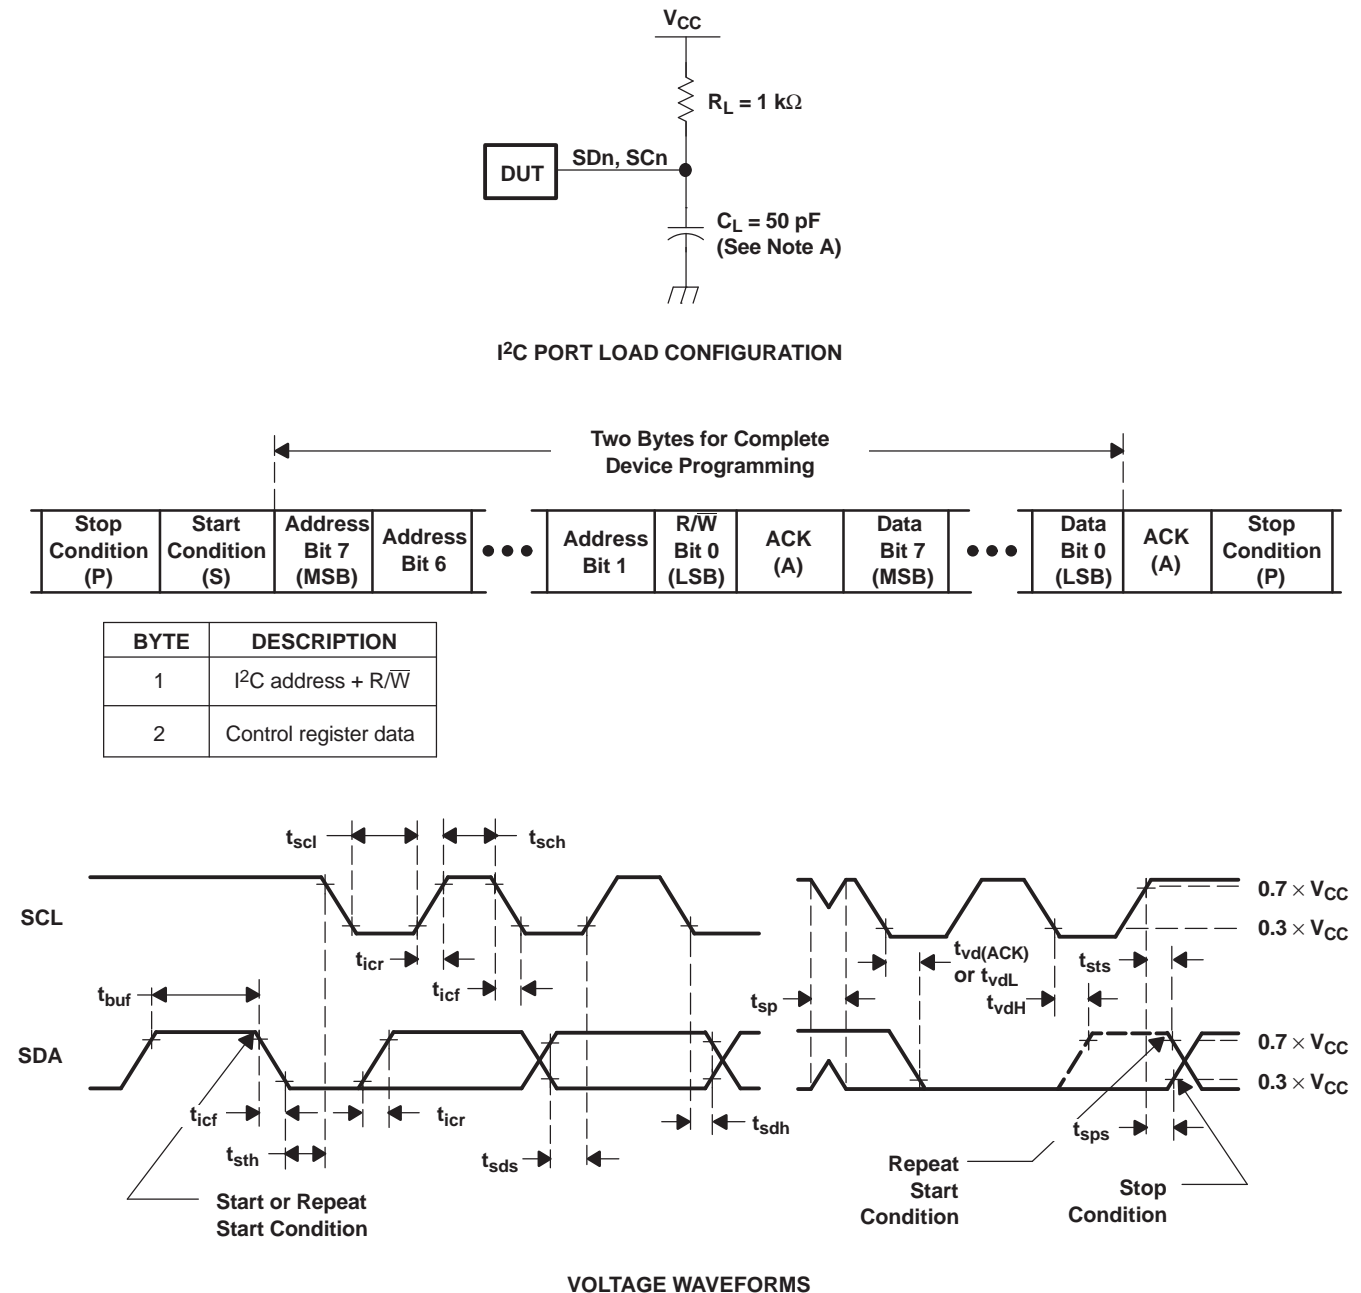 VCC
RL = 1 kΩ
DUT
SDn, SCn
CL = 50 pF
(See Note A)
I2C PORT LOAD CONFIGURATION
Two Bytes for Complete
Device Programming
Stop
Condition
(P)
Start
Condition
(S)
Address
Bit 7
(MSB)
Address
Bit 6
•••
Address
Bit 1
R/W̅
Bit 0
(LSB)
ACK
(A)
Data
Bit 7
(MSB)
•••
Data
Bit 0
(LSB)
ACK
(A)
Stop
Condition
(P)
BYTE DESCRIPTION
1 I2C address + R/W̅
2 Control register data
tscl
tsch
0.7 × VCC
SCL
0.3 × VCC
ticr
ticf
tvd(ACK)
or tvdL
tsts
tbuf
tsp
tvdH
SDA
0.7 × VCC
0.3 × VCC
ticf
ticr
tsdh
tsps
tsth
tsds
Start or Repeat
Start Condition
Repeat
Start
Condition
Stop
Condition
VOLTAGE WAVEFORMS